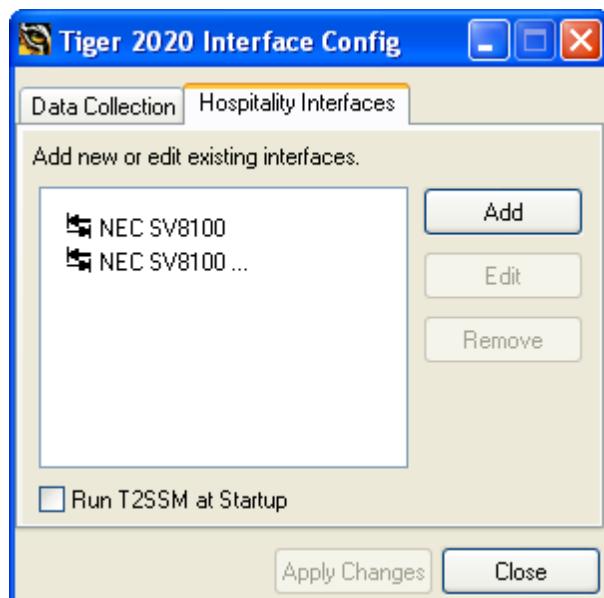 Tiger 2020 Interface Config
Data Collection
Hospitality Interfaces
Add new or edit existing interfaces.
NEC SV8100
NEC SV8100 ...
Add
Edit
Remove
Run T2SSM at Startup
Apply Changes
Close